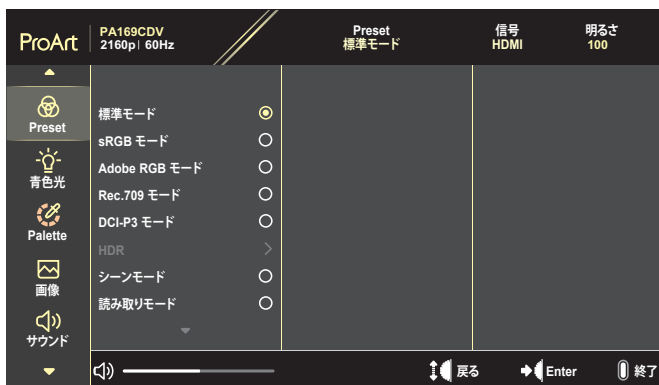 ProArt
PA169CDV
2160p| 60Hz
Preset
標準モード
信号
HDMI
明るさ
100
Preset
青色光
Palette
画像
サウンド
標準モード
sRGB モード
Adobe RGB モード
Rec.709 モード
DCI-P3 モード
HDR
シーンモード
読み取りモード
戻る
Enter
終了